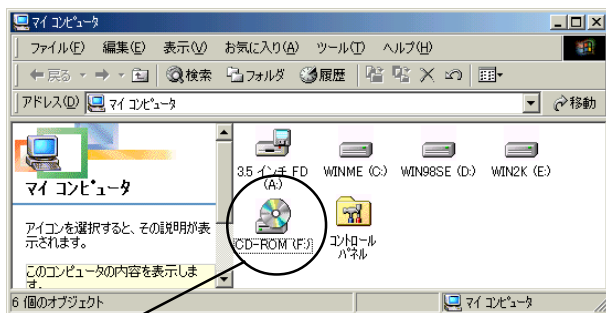 マイ コンピュータ
ファイル(F) 編集(E) 表示(V) お気に入り(A) ツール(T) ヘルプ(H)
戻る 検索 フォルダ 履歴
アドレス(D) マイ コンピュータ 移動
マイ コンピュータ
アイコンを選択すると、その説明が表
示されます。
このコンピュータの内容を表示しま
す。
3.5 インチ FD
(A:)
WINME (C:)
WIN98SE (D:)
WIN2K (E:)
CD-ROM (F:)
コントロール
パネル
6 個のオブジェクト
マイ コンピュータ